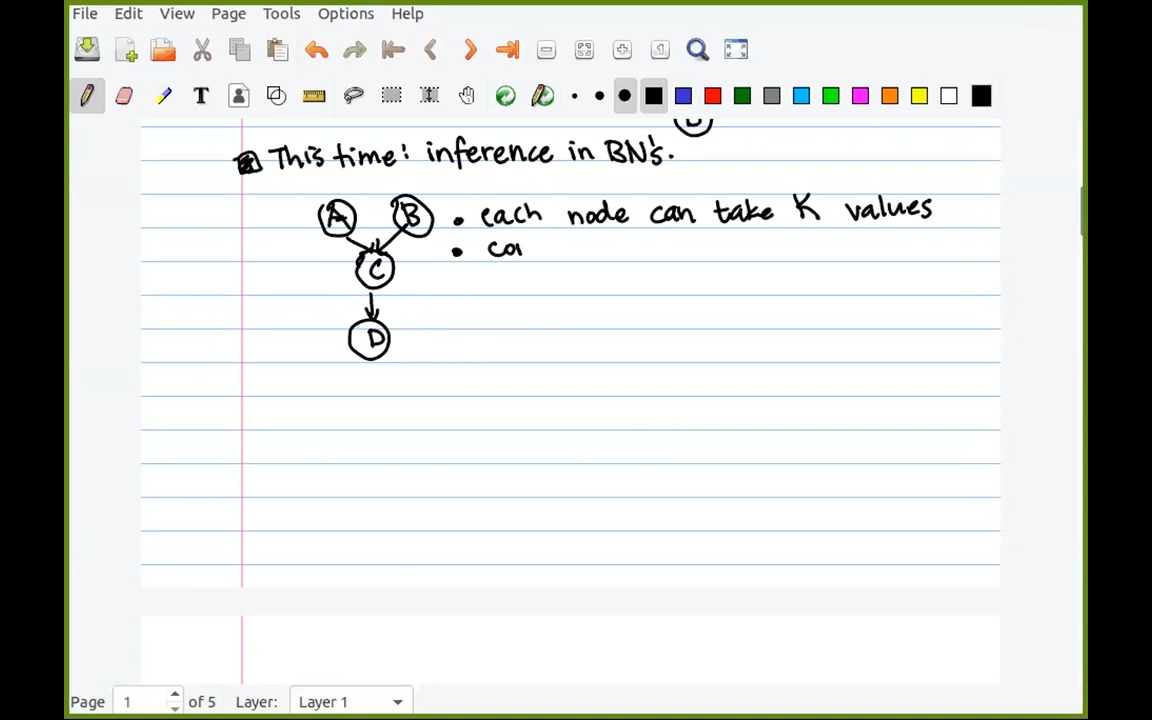 File Edit View Page Tools Options Help
This time: inference in BN's.
A B • each node can take K values
• co
C
D
Page 1 of 5 Layer: Layer 1